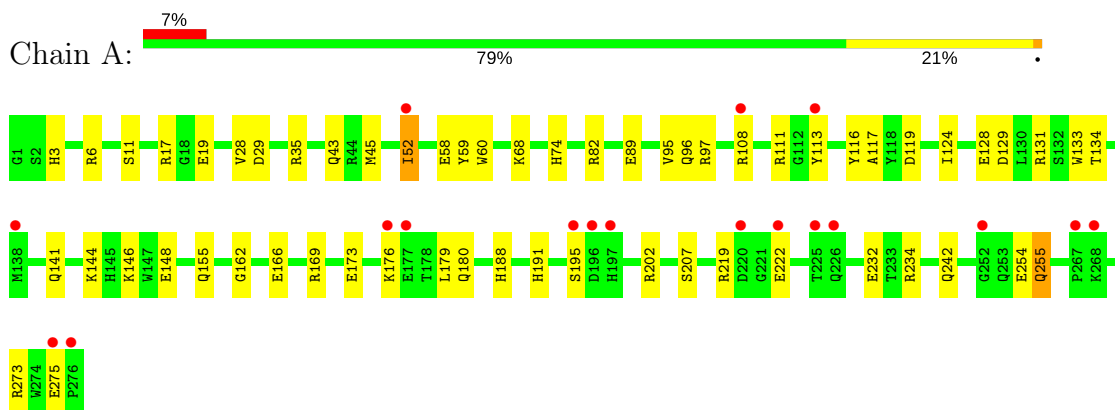 7%
Chain A:
79% 21% •
G1 S2 H3 R6 S11 R17 G18 E19 V28 D29 R35 Q43 R44 M45 I52 E58 Y59 W60 K68 H74 R82 E89 V95 Q96 R97 R108 R111 G112 Y113 Y116 A117 Y118 D119 I124 E128 D129 L130 R131 S132 W133 T134
M138 Q141 K144 H145 K146 W147 E148 Q155 G162 E166 R169 E173 K176 E177 T178 L179 Q180 H188 H191 S195 D196 H197 R202 S207 R219 D220 G221 E222 T225 Q226 E232 T233 R234 Q242 G252 Q253 E254 Q255 P267 K268
R273 W274 E275 P276